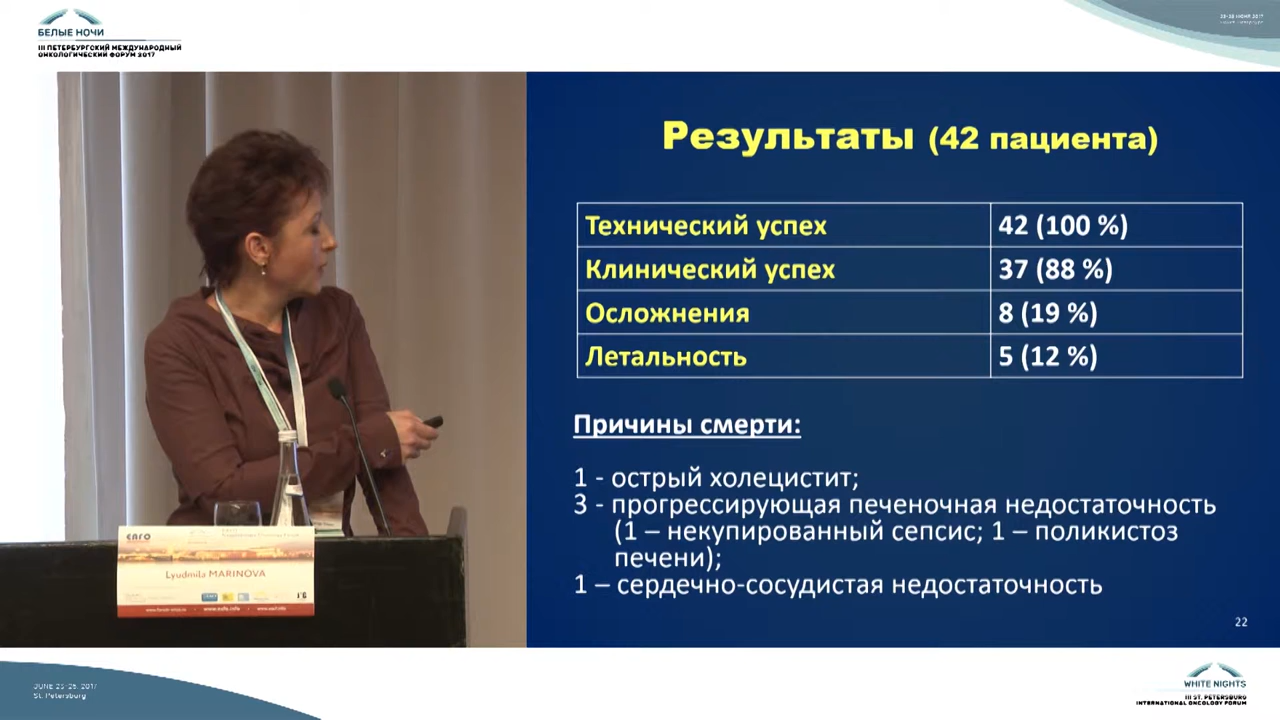 БЕЛЫЕ НОЧИ
III ПЕТЕРБУРГСКИЙ МЕЖДУНАРОДНЫЙ
ОНКОЛОГИЧЕСКИЙ ФОРУМ 2017
Результаты (42 пациента)
Технический успех 42 (100 %)
Клинический успех 37 (88 %)
Осложнения 8 (19 %)
Летальность 5 (12 %)
Причины смерти:
1 - острый холецистит;
3 - прогрессирующая печеночная недостаточность
(1 – некупированный сепсис; 1 – поликистоз
печени);
1 – сердечно-сосудистая недостаточность
22
Lyudmila MARINOVA
JUNE 23-26, 2017
St. Petersburg
WHITE NIGHTS
III ST. PETERSBURG
INTERNATIONAL ONCOLOGY FORUM